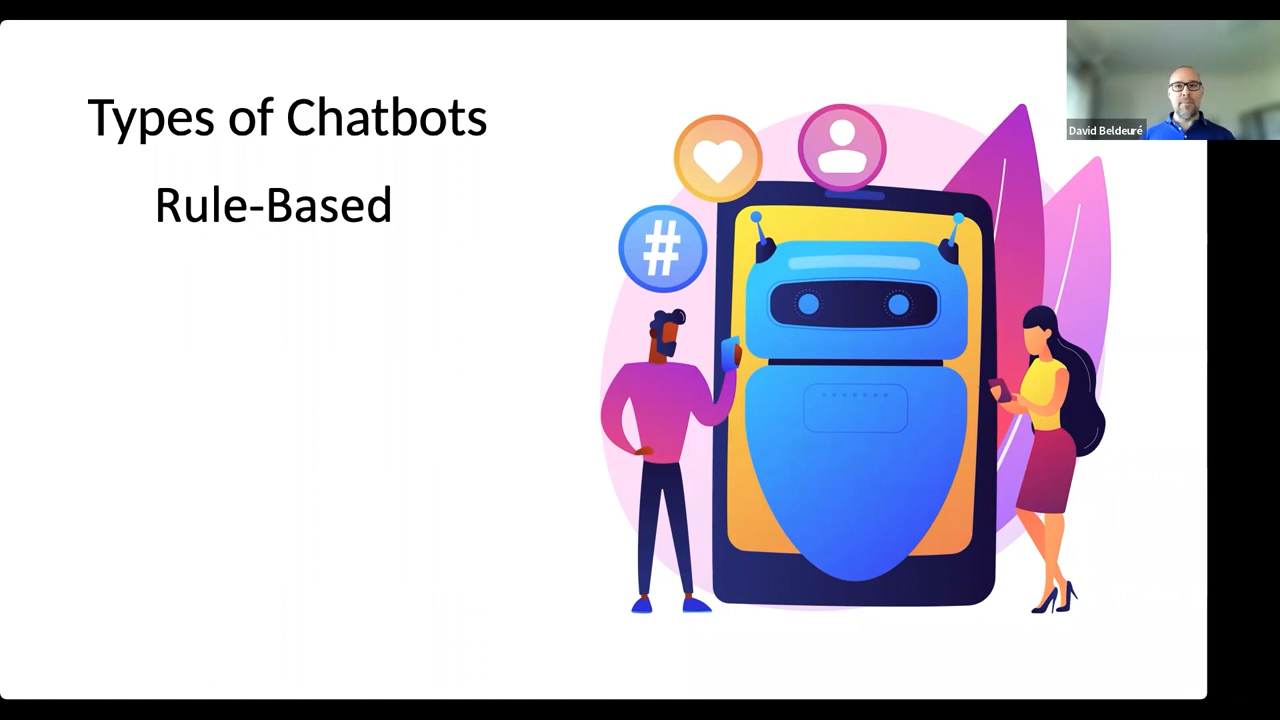 Types of Chatbots
Rule-Based
#
David Beldeuré